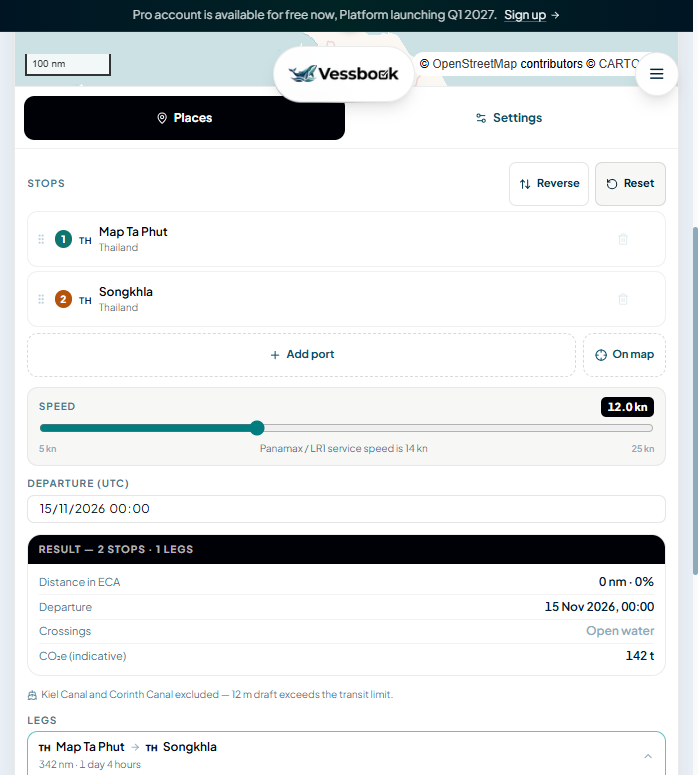 Pro account is available for free now, Platform launching Q1 2027. Sign up →
100 nm
Vessbook
© OpenStreetMap contributors © CARTO
Places
Settings
STOPS
Reverse
Reset
1 TH Map Ta Phut
Thailand
2 TH Songkhla
Thailand
+ Add port
On map
SPEED
12.0 kn
5 kn
Panamax / LR1 service speed is 14 kn
25 kn
DEPARTURE (UTC)
15/11/2026 00:00
RESULT — 2 STOPS · 1 LEGS
Distance in ECA
0 nm · 0%
Departure
15 Nov 2026, 00:00
Crossings
Open water
CO₂e (indicative)
142 t
Kiel Canal and Corinth Canal excluded — 12 m draft exceeds the transit limit.
LEGS
TH Map Ta Phut → TH Songkhla
342 nm · 1 day 4 hours